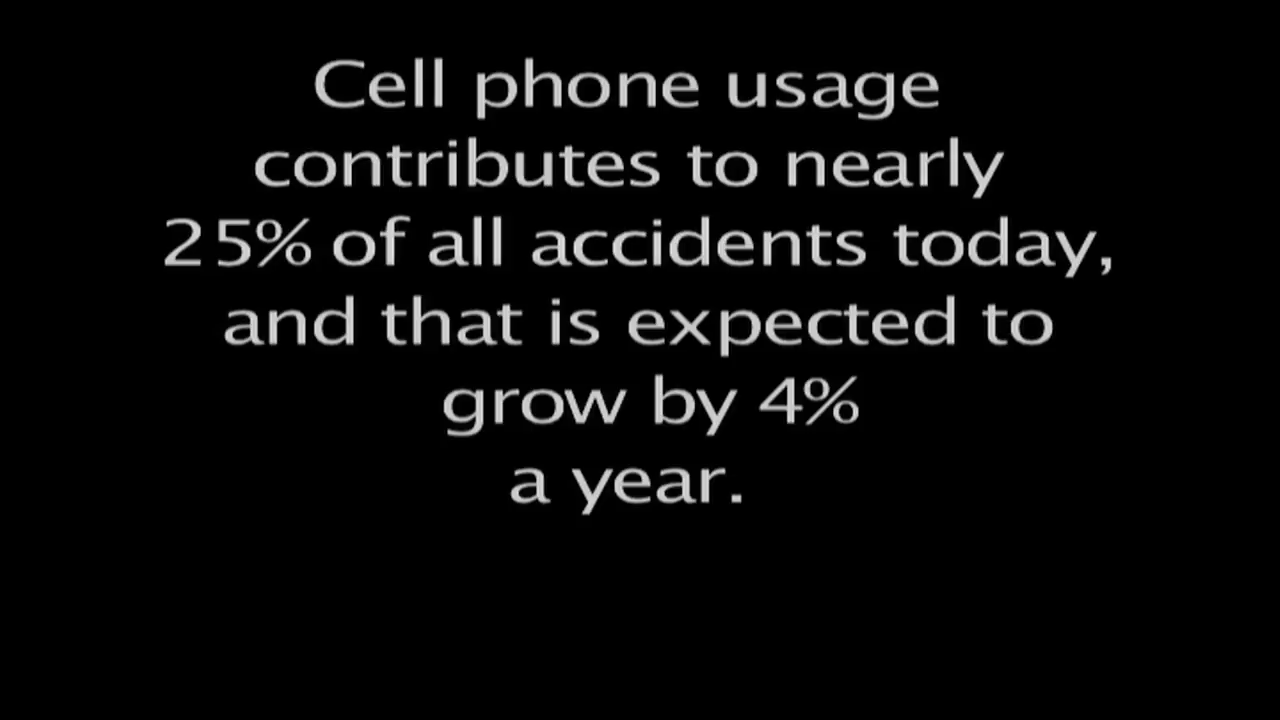 Cell phone usage
contributes to nearly
25% of all accidents today,
and that is expected to
grow by 4%
a year.